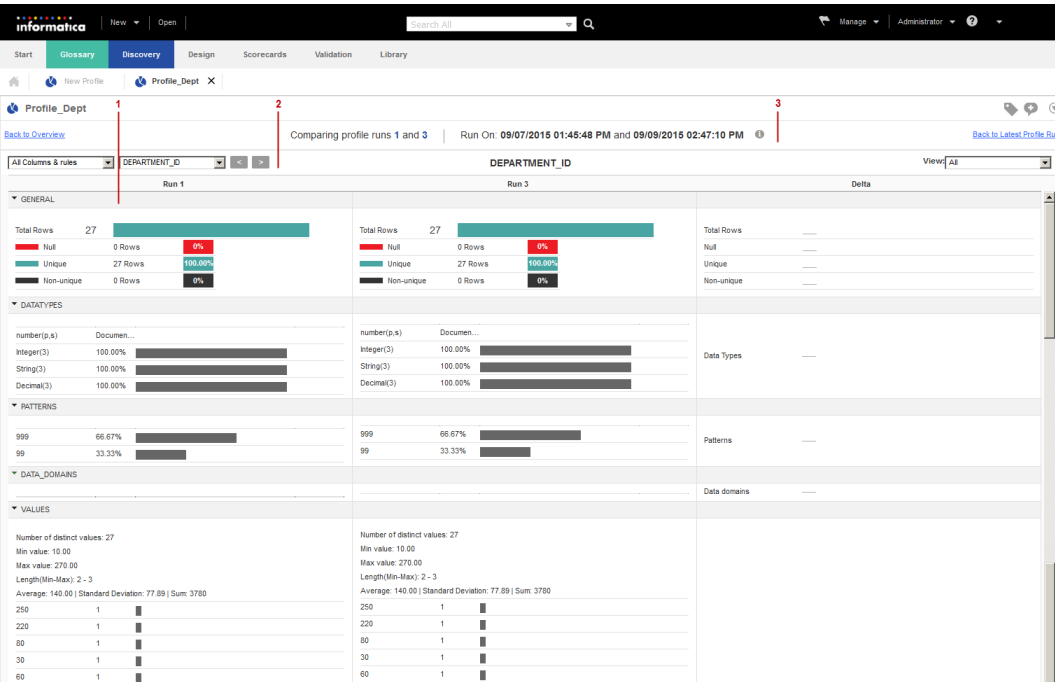 informatica New Open Search All Manage Administrator ?
Start Glossary Discovery Design Scorecards Validation Library
New Profile Profile_Dept X
Profile_Dept 1 2 3
Back to Overview Comparing profile runs 1 and 3 Run On: 09/07/2015 01:45:48 PM and 09/09/2015 02:47:10 PM Back to Latest Profile Ru
All Columns & rules DEPARTMENT_ID < > DEPARTMENT_ID View: All
Run 1 Run 3 Delta
GENERAL
Total Rows 27 Total Rows 27 Total Rows
Null 0 Rows 0% Null 0 Rows 0% Null
Unique 27 Rows 100.00% Unique 27 Rows 100.00% Unique
Non-unique 0 Rows 0% Non-unique 0 Rows 0% Non-unique
DATATYPES
number(p,s) Documen... number(p,s) Documen...
Integer(3) 100.00% Integer(3) 100.00%
String(3) 100.00% String(3) 100.00% Data Types
Decimal(3) 100.00% Decimal(3) 100.00%
PATTERNS
999 66.67% 999 66.67% Patterns
99 33.33% 99 33.33%
DATA_DOMAINS
Data domains
VALUES
Number of distinct values: 27 Number of distinct values: 27
Min value: 10.00 Min value: 10.00
Max value: 270.00 Max value: 270.00
Length(Min-Max): 2 - 3 Length(Min-Max): 2 - 3
Average: 140.00 | Standard Deviation: 77.89 | Sum: 3780 Average: 140.00 | Standard Deviation: 77.89 | Sum: 3780
250 1 250 1
220 1 220 1
80 1 80 1
30 1 30 1
60 1 60 1